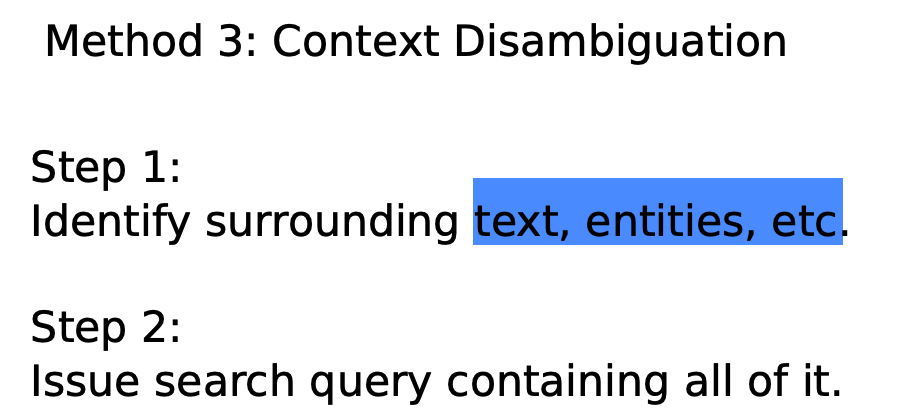 Method 3: Context Disambiguation
Step 1:
Identify surrounding text, entities, etc.
Step 2:
Issue search query containing all of it.